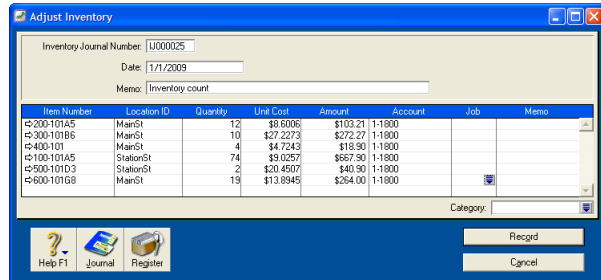 Adjust Inventory
Inventory Journal Number: IJ000025
Date: 1/1/2009
Memo: Inventory count
Item Number Location ID Quantity Unit Cost Amount Account Job Memo
200-101A5 MainSt 12 $8.6006 $103.21 1-1800
300-101B6 MainSt 10 $27.2273 $272.27 1-1800
400-101 MainSt 4 $4.7243 $18.90 1-1800
100-101A5 StationSt 74 $9.0257 $667.90 1-1800
500-101D3 StationSt 2 $20.4507 $40.90 1-1800
600-101G8 MainSt 19 $13.8945 $264.00 1-1800
Category:
Help F1 Journal Register
Record
Cancel